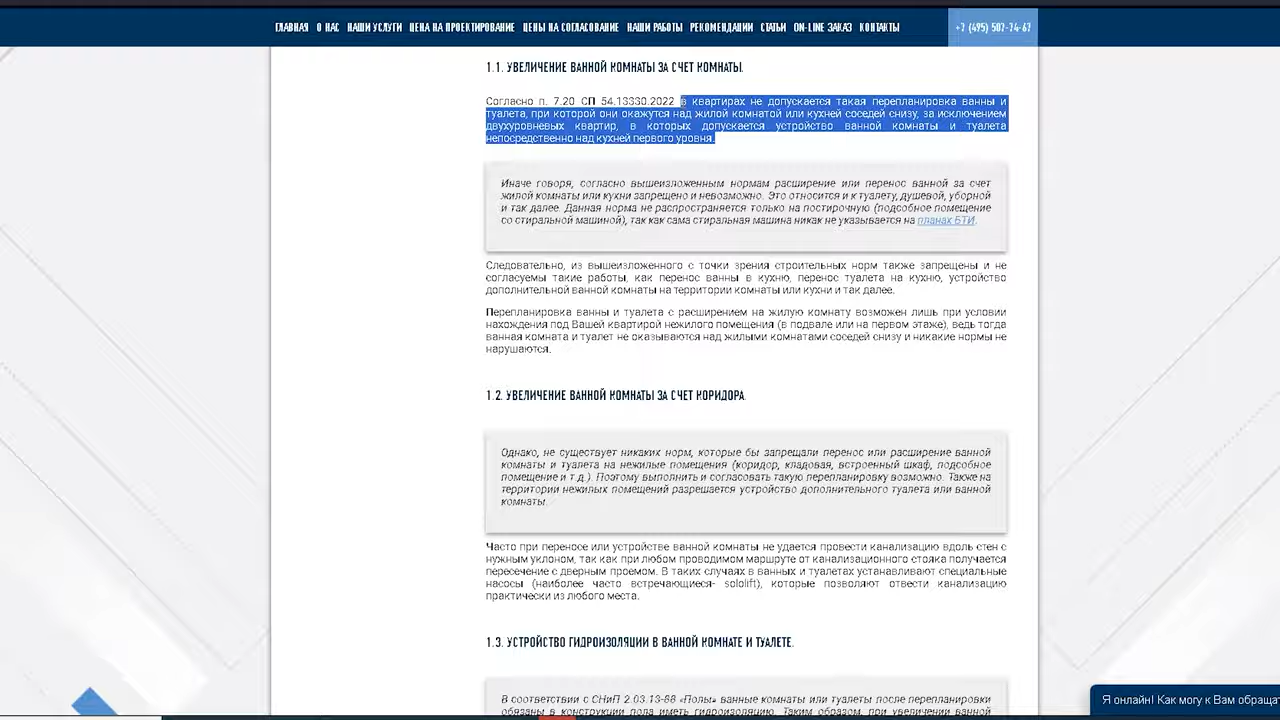 ГЛАВНАЯ О НАС НАШИ УСЛУГИ ЦЕНА НА ПРОЕКТИРОВАНИЕ ЦЕНЫ НА СОГЛАСОВАНИЕ НАШИ РАБОТЫ РЕКОМЕНДАЦИИ СТАТЬИ ON-LINE ЗАКАЗ КОНТАКТЫ +7 (495) 507-74-67
1.1. УВЕЛИЧЕНИЕ ВАННОЙ КОМНАТЫ ЗА СЧЕТ КОМНАТЫ.
Согласно п. 7.20 СП 54.13330.2022 в квартирах не допускается такая перепланировка ванны и
туалета, при которой они окажутся над жилой комнатой или кухней соседей снизу, за исключением
двухуровневых квартир, в которых допускается устройство ванной комнаты и туалета
непосредственно над кухней первого уровня.
Иначе говоря, согласно вышеизложенным нормам расширение или перенос ванной за счет
жилой комнаты или кухни запрещено и невозможно. Это относится и к туалету, душевой, уборной
и так далее. Данная норма не распространяется только на постирочную (подсобное помещение
со стиральной машиной), так как сама стиральная машина никак не указывается на планах БТИ.
Следовательно, из вышеизложенного с точки зрения строительных норм также запрещены и не
согласуемы такие работы, как перенос ванны в кухню, перенос туалета на кухню, устройство
дополнительной ванной комнаты на территории комнаты или кухни и так далее.
Перепланировка ванны и туалета с расширением на жилую комнату возможен лишь при условии
нахождения под Вашей квартирой нежилого помещения (в подвале или на первом этаже), ведь тогда
ванная комната и туалет не оказываются над жилыми комнатами соседей снизу и никакие нормы не
нарушаются.
1.2. УВЕЛИЧЕНИЕ ВАННОЙ КОМНАТЫ ЗА СЧЕТ КОРИДОРА.
Однако, не существует никаких норм, которые бы запрещали перенос или расширение ванной
комнаты и туалета на нежилые помещения (коридор, кладовая, встроенный шкаф, подсобное
помещение и т.д.). Поэтому выполнить и согласовать такую перепланировку возможно. Также на
территории нежилых помещений разрешается устройство дополнительного туалета или ванной
комнаты.
Часто при переносе или устройстве ванной комнаты не удается провести канализацию вдоль стен с
нужным уклоном, так как при любом проводимом маршруте от канализационного стояка получается
пересечение с дверным проемом. В таких случаях в ванных и туалетах устанавливают специальные
насосы (наиболее часто встречающиеся- sololift), которые позволяют отвести канализацию
практически из любого места.
1.3. УСТРОЙСТВО ГИДРОИЗОЛЯЦИИ В ВАННОЙ КОМНАТЕ И ТУАЛЕТЕ.
В соответствии с СНиП 2.03.13-88 «Полы» ванные комнаты или туалеты после перепланировки
обязаны в конструкции пола иметь гидроизоляцию. Таким образом, при увеличении ванной
Я онлайн! Как могу к Вам обраща